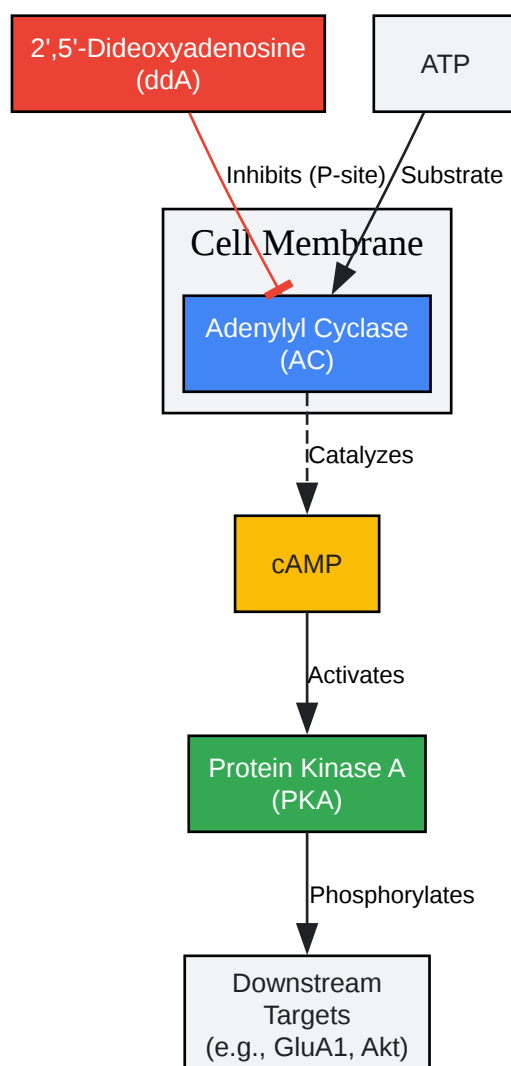 2',5'-Dideoxyadenosine
(ddA)
ATP
Inhibits (P-site)
Substrate
Cell Membrane
Adenylyl Cyclase
(AC)
Catalyzes
cAMP
Activates
Protein Kinase A
(PKA)
Phosphorylates
Downstream
Targets
(e.g., GluA1, Akt)